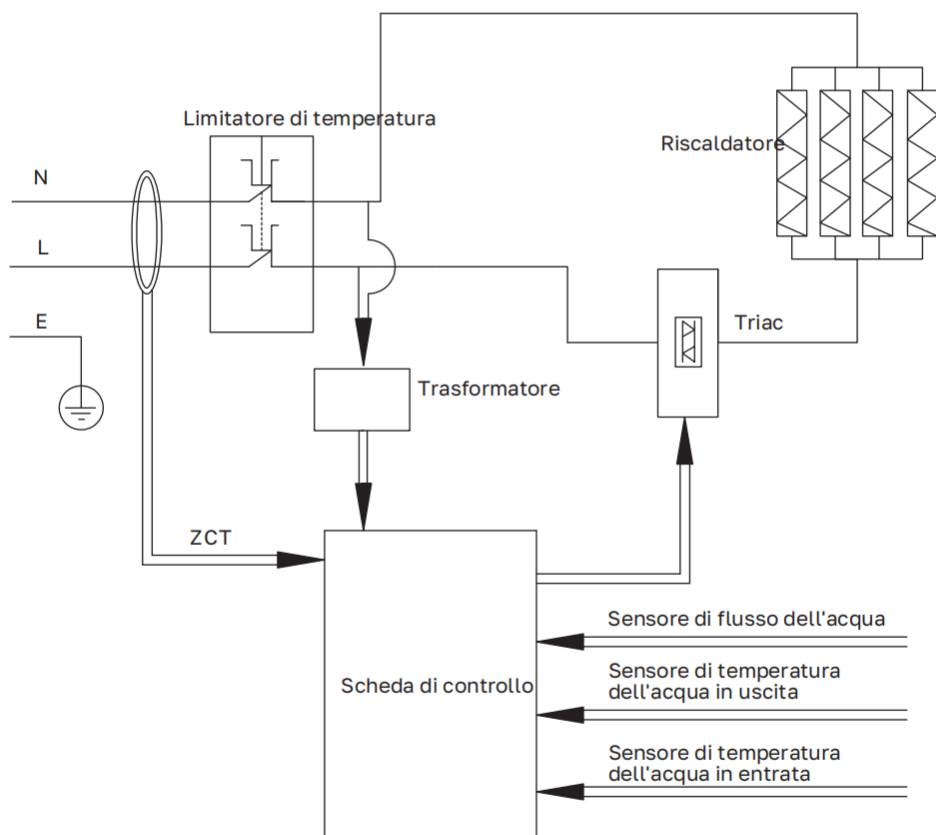 Limitatore di temperatura
Riscaldatore
N
L
E
Triac
Trasformatore
ZCT
Sensore di flusso dell'acqua
Scheda di controllo
Sensore di temperatura
dell'acqua in uscita
Sensore di temperatura
dell'acqua in entrata